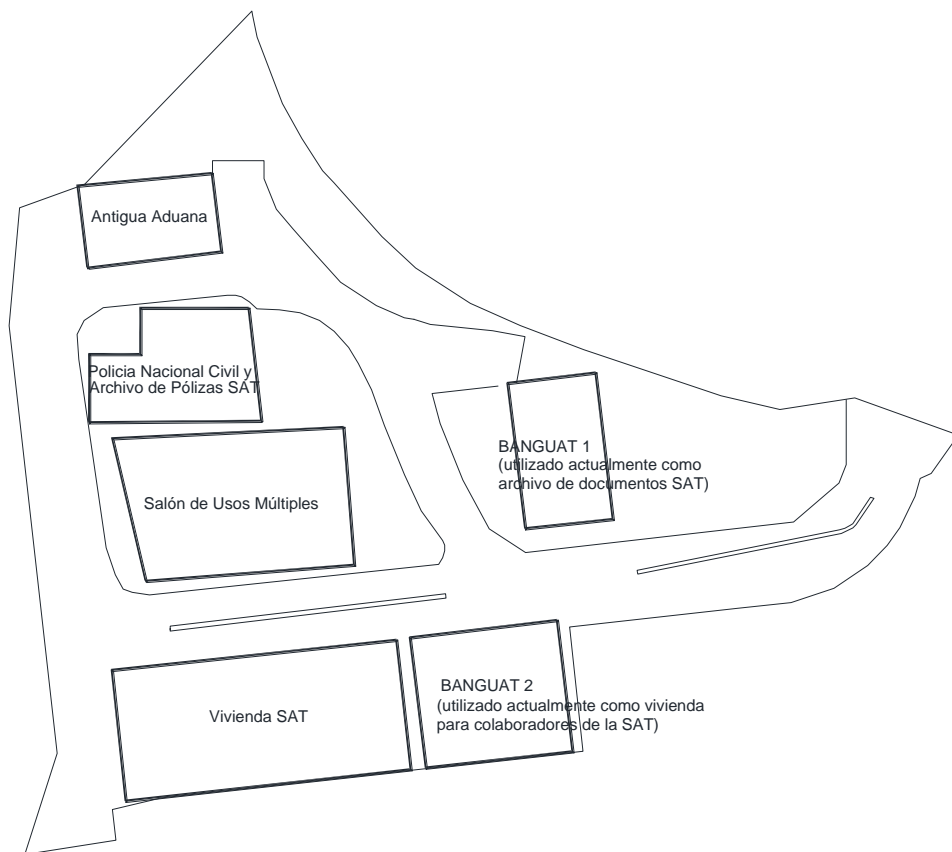 Antigua Aduana
Policia Nacional Civil y
Archivo de Pólizas SAT
BANGUAT 1
(utilizado actualmente como
archivo de documentos SAT)
Salón de Usos Múltiples
BANGUAT 2
(utilizado actualmente como vivienda
para colaboradores de la SAT)
Vivienda SAT